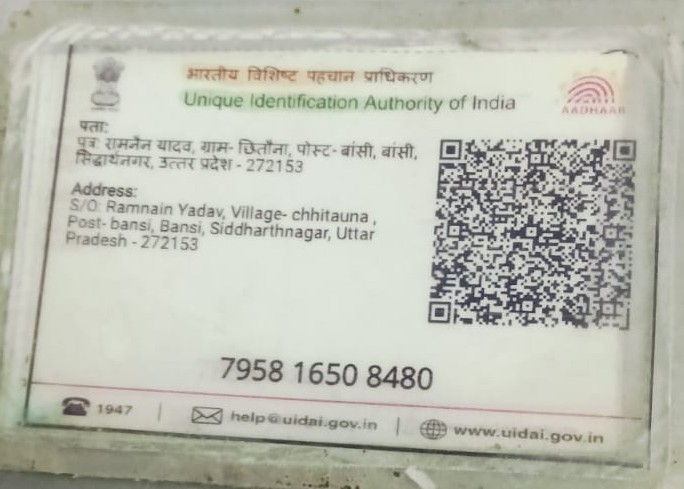 भारतीय विशिष्ट पहचान प्राधिकरण
Unique Identification Authority of India
AADHAAR
पता:
पुत्र: रामनैन यादव, ग्राम- छितौना, पोस्ट- बांसी, बांसी,
सिद्धार्थनगर, उत्तर प्रदेश - 272153
Address:
S/O: Ramnain Yadav, Village- chhitauna ,
Post- bansi, Bansi, Siddharthnagar, Uttar
Pradesh - 272153
7958 1650 8480
1947 | help@uidai.gov.in | www.uidai.gov.in